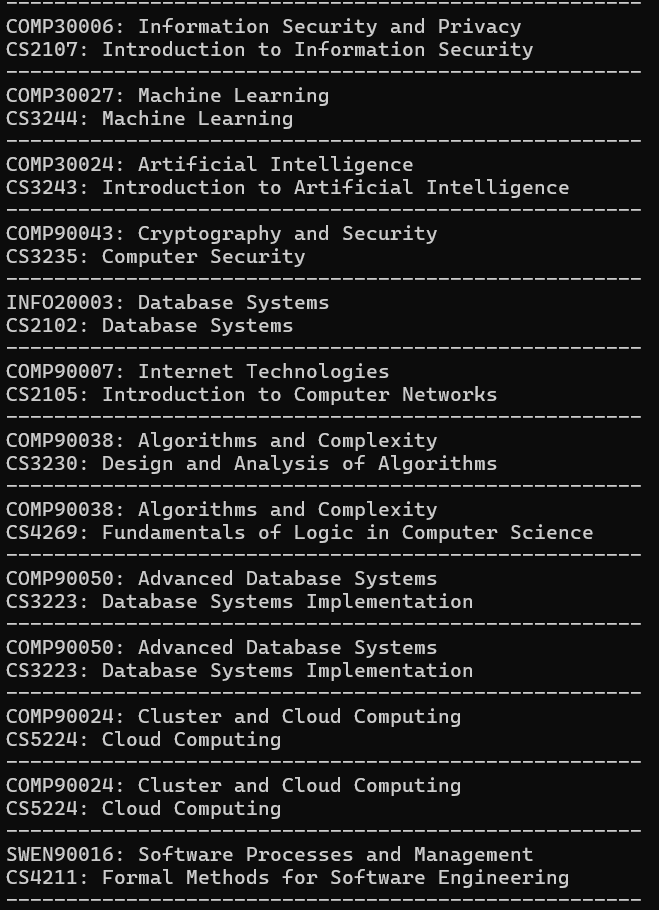 -----------------------------------------------------
COMP30006: Information Security and Privacy
CS2107: Introduction to Information Security
-----------------------------------------------------
COMP30027: Machine Learning
CS3244: Machine Learning
-----------------------------------------------------
COMP30024: Artificial Intelligence
CS3243: Introduction to Artificial Intelligence
-----------------------------------------------------
COMP90043: Cryptography and Security
CS3235: Computer Security
-----------------------------------------------------
INFO20003: Database Systems
CS2102: Database Systems
-----------------------------------------------------
COMP90007: Internet Technologies
CS2105: Introduction to Computer Networks
-----------------------------------------------------
COMP90038: Algorithms and Complexity
CS3230: Design and Analysis of Algorithms
-----------------------------------------------------
COMP90038: Algorithms and Complexity
CS4269: Fundamentals of Logic in Computer Science
-----------------------------------------------------
COMP90050: Advanced Database Systems
CS3223: Database Systems Implementation
-----------------------------------------------------
COMP90050: Advanced Database Systems
CS3223: Database Systems Implementation
-----------------------------------------------------
COMP90024: Cluster and Cloud Computing
CS5224: Cloud Computing
-----------------------------------------------------
COMP90024: Cluster and Cloud Computing
CS5224: Cloud Computing
-----------------------------------------------------
SWEN90016: Software Processes and Management
CS4211: Formal Methods for Software Engineering
-----------------------------------------------------